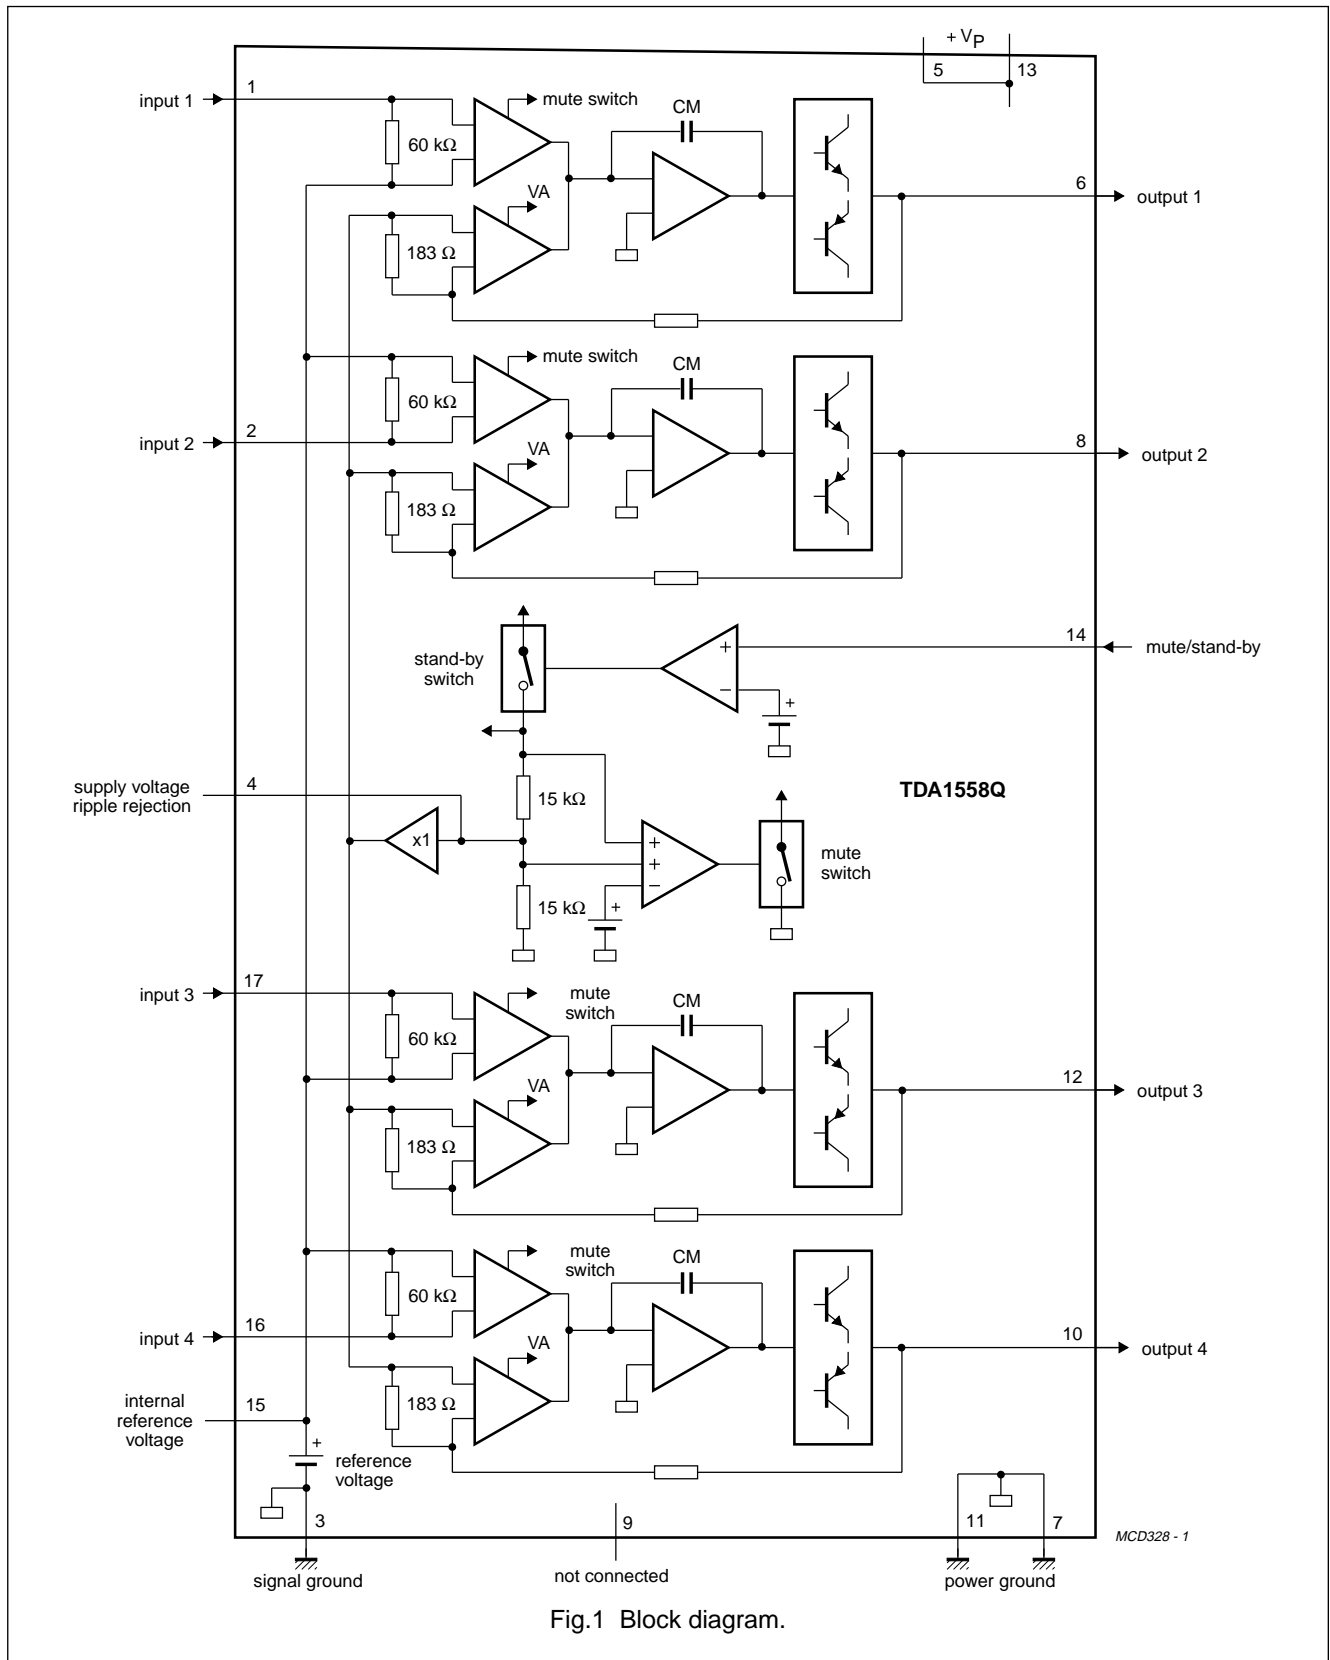 + VP
5
13
1
input 1
mute switch
CM
60 kΩ
VA
6
output 1
183 Ω
mute switch
CM
60 kΩ
2
input 2
VA
8
output 2
183 Ω
14
mute/stand-by
+
−
+
stand-by
switch
supply voltage
ripple rejection
4
15 kΩ
TDA1558Q
x1
+
+
−
mute
switch
15 kΩ
+
17
input 3
mute
switch
CM
60 kΩ
VA
12
output 3
183 Ω
mute
switch
CM
60 kΩ
16
input 4
VA
10
output 4
183 Ω
internal
reference
voltage
15
+
reference
voltage
3
9
11
7
MCD328 - 1
signal ground
not connected
power ground
Fig.1 Block diagram.